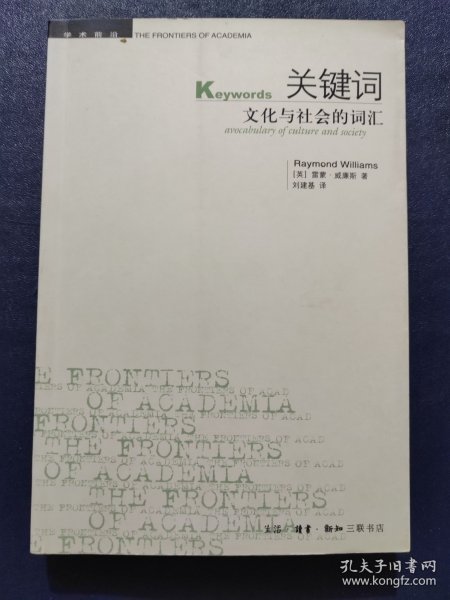 学术前沿 THE FRONTIERS OF ACADEMIA
Keywords 关键词
文化与社会的词汇
avocabulary of culture and society
Raymond Williams
[英] 雷蒙·威廉斯 著
刘建基 译
E FRONTIERS
OF ACADEMIA
FRONTIERS
THE FRONTIERS
OF ACADEMIA
THE FRONTIERS
OF ACADEMIA
FRONTIERS
生活·读书·新知三联书店
孔夫子旧书网
www.kongfz.com